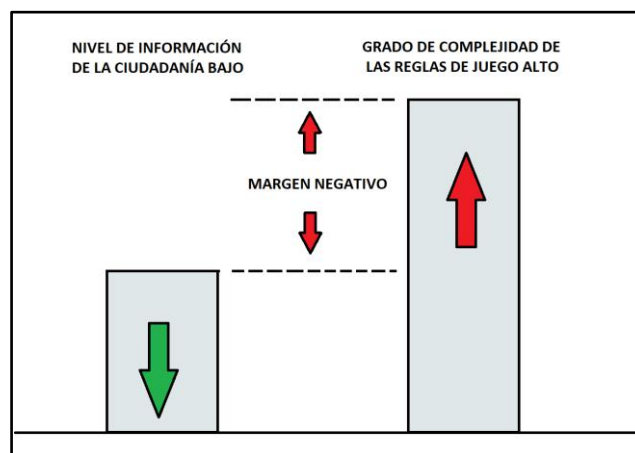 NIVEL DE INFORMACIÓN
DE LA CIUDADANÍA BAJO
GRADO DE COMPLEJIDAD DE
LAS REGLAS DE JUEGO ALTO
MARGEN NEGATIVO